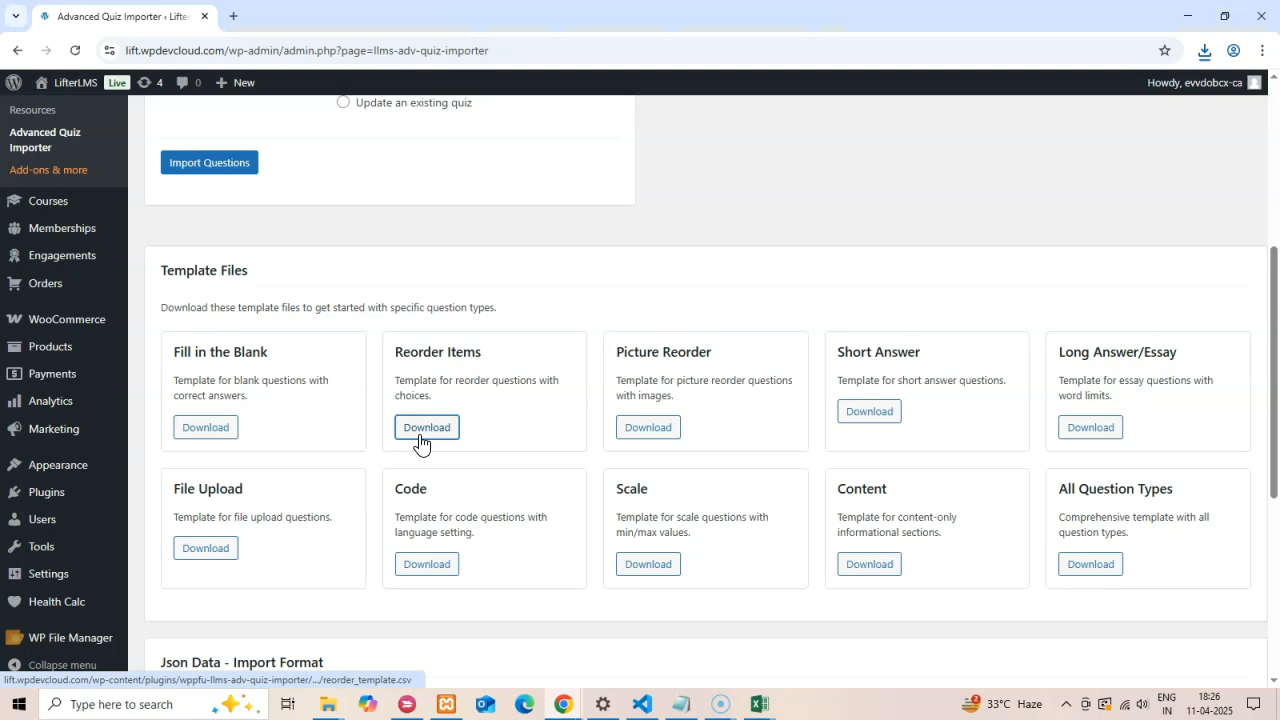 Advanced Quiz Importer ‹ Lifter
lift.wpdevcloud.com/wp-admin/admin.php?page=llms-adv-quiz-importer
LifterLMS Live 4 0 New Howdy, evvdobcx-ca
Resources
Advanced Quiz
Importer
Add-ons & more
Courses
Memberships
Engagements
Orders
WooCommerce
Products
Payments
Analytics
Marketing
Appearance
Plugins
Users
Tools
Settings
Health Calc
WP File Manager
Collapse menu
Update an existing quiz
Import Questions
Template Files
Download these template files to get started with specific question types.
Fill in the Blank
Template for blank questions with
correct answers.
Download
Reorder Items
Template for reorder questions with
choices.
Download
Picture Reorder
Template for picture reorder questions
with images.
Download
Short Answer
Template for short answer questions.
Download
Long Answer/Essay
Template for essay questions with
word limits.
Download
File Upload
Template for file upload questions.
Download
Code
Template for code questions with
language setting.
Download
Scale
Template for scale questions with
min/max values.
Download
Content
Template for content-only
informational sections.
Download
All Question Types
Comprehensive template with all
question types.
Download
Json Data - Import Format
lift.wpdevcloud.com/wp-content/plugins/wppfu-llms-adv-quiz-importer/.../reorder_template.csv
Type here to search
2
33°C Haze
ENG
IN
18:26
11-04-2025